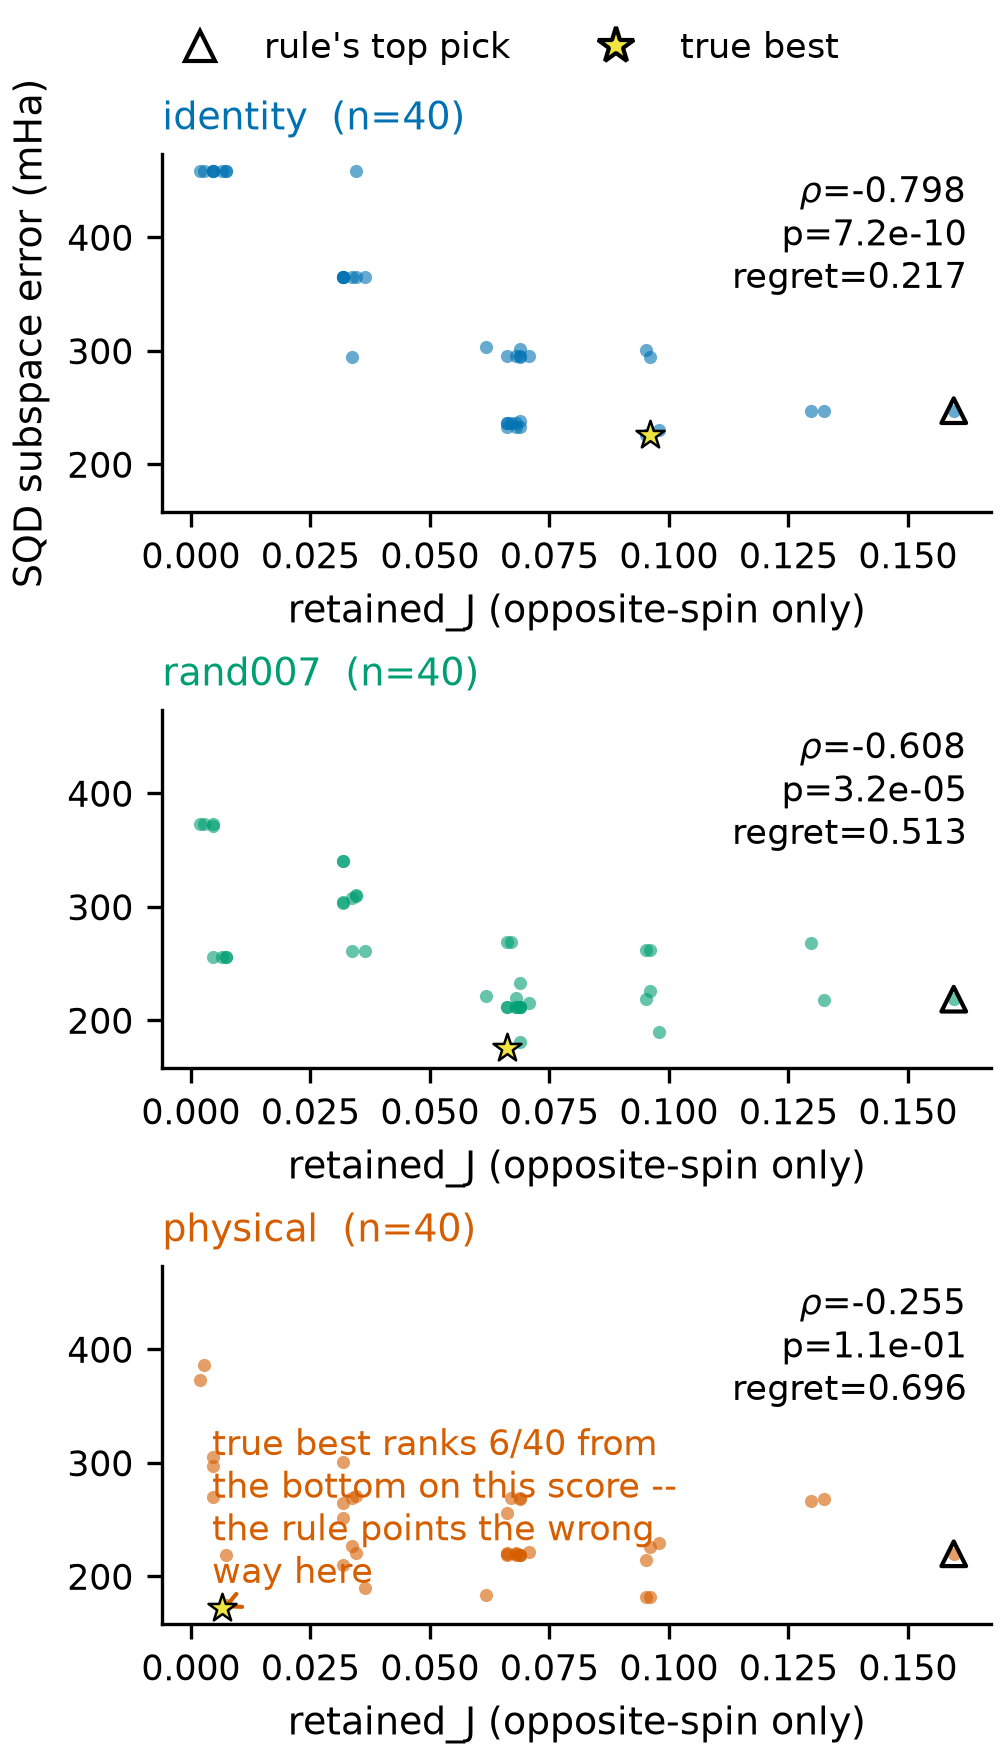 rule's top pick
true best
SQD subspace error (mHa)
identity (n=40)
ρ=-0.798
p=7.2e-10
regret=0.217
400
300
200
0.000 0.025 0.050 0.075 0.100 0.125 0.150
retained_J (opposite-spin only)
rand007 (n=40)
ρ=-0.608
p=3.2e-05
regret=0.513
400
300
200
0.000 0.025 0.050 0.075 0.100 0.125 0.150
retained_J (opposite-spin only)
physical (n=40)
ρ=-0.255
p=1.1e-01
regret=0.696
400
300
200
true best ranks 6/40 from
the bottom on this score --
the rule points the wrong
way here
0.000 0.025 0.050 0.075 0.100 0.125 0.150
retained_J (opposite-spin only)